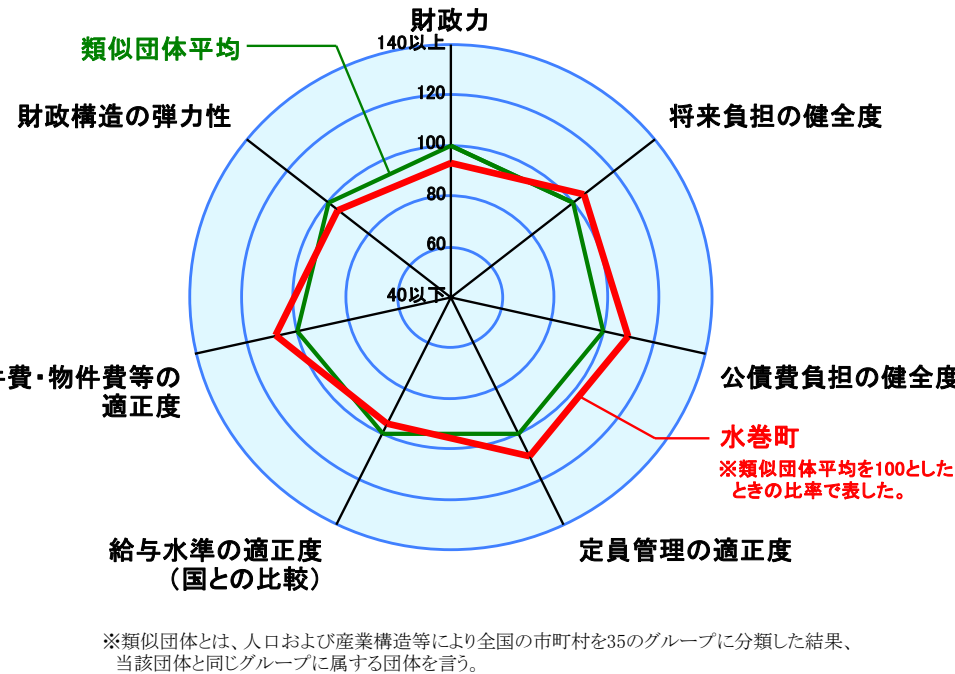 財政力
類似団体平均
140以上
120
100
80
60
40以下
財政構造の弾力性
将来負担の健全度
費・物件費等の
適正度
公債費負担の健全度
水巻町
※類似団体平均を100とした
ときの比率で表した。
給与水準の適正度
（国との比較）
定員管理の適正度
※類似団体とは、人口および産業構造等により全国の市町村を35のグループに分類した結果、
当該団体と同じグループに属する団体を言う。